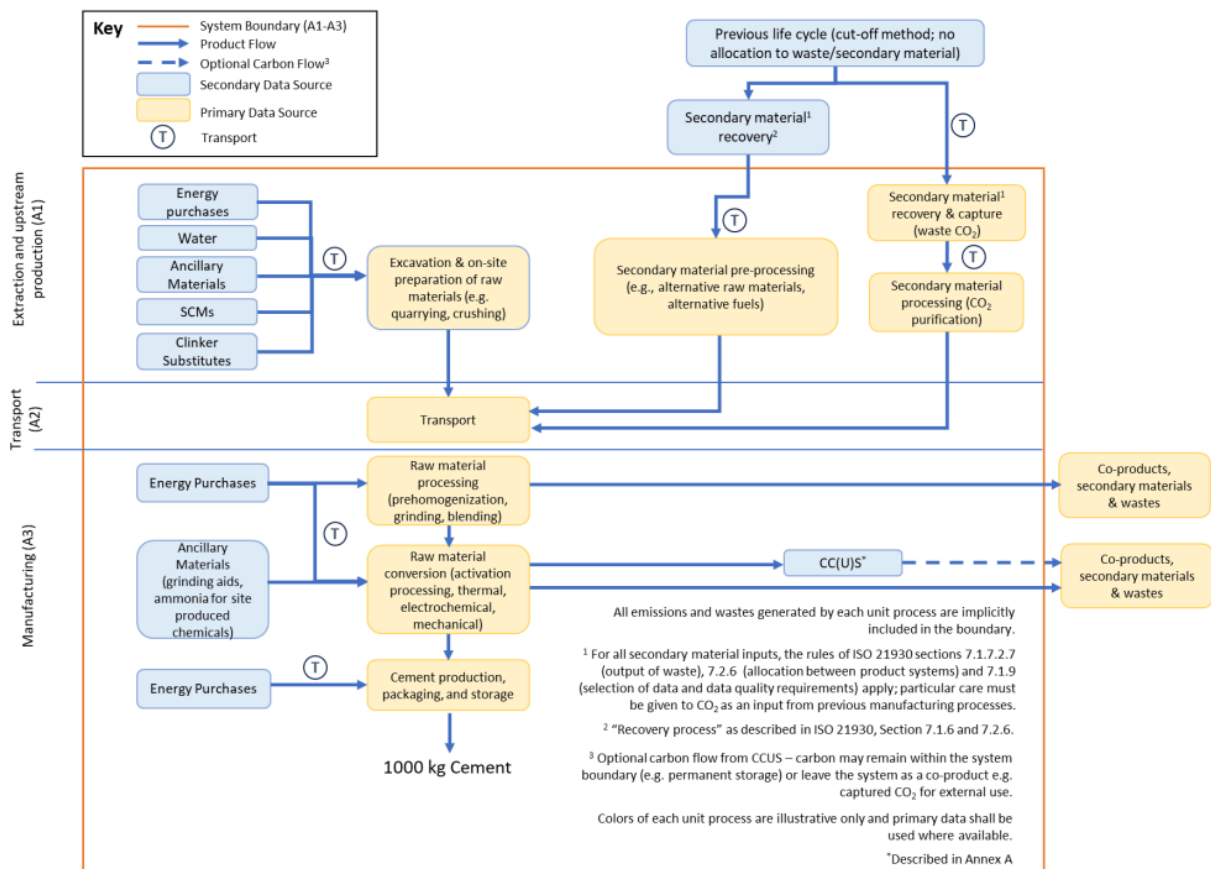 Key
System Boundary (A1-A3)
Product Flow
Optional Carbon Flow³
Secondary Data Source
Primary Data Source
T
Transport
Previous life cycle (cut-off method; no
allocation to waste/secondary material)
Secondary material¹
recovery²
T
Extraction and upstream
production (A1)
Energy
purchases
Water
Ancillary
Materials
SCMs
Clinker
Substitutes
T
Excavation & on-site
preparation of raw
materials (e.g.
quarrying, crushing)
T
Secondary material pre-processing
(e.g., alternative raw materials,
alternative fuels)
Secondary material¹
recovery & capture
(waste CO₂)
T
Secondary material
processing (CO₂
purification)
Transport
(A2)
Transport
Manufacturing (A3)
Energy Purchases
Raw material
processing
(prehomogenization,
grinding, blending)
Co-products,
secondary materials
& wastes
T
Ancillary
Materials
(grinding aids,
ammonia for site
produced
chemicals)
Raw material
conversion (activation
processing, thermal,
electrochemical,
mechanical)
CC(U)S*
Co-products,
secondary materials
& wastes
Energy Purchases
T
Cement production,
packaging, and storage
1000 kg Cement
All emissions and wastes generated by each unit process are implicitly
included in the boundary.
¹ For all secondary material inputs, the rules of ISO 21930 sections 7.1.7.2.7
(output of waste), 7.2.6 (allocation between product systems) and 7.1.9
(selection of data and data quality requirements) apply; particular care must
be given to CO₂ as an input from previous manufacturing processes.
² “Recovery process” as described in ISO 21930, Section 7.1.6 and 7.2.6.
³ Optional carbon flow from CCUS – carbon may remain within the system
boundary (e.g. permanent storage) or leave the system as a co-product e.g.
captured CO₂ for external use.
Colors of each unit process are illustrative only and primary data shall be
used where available.
*Described in Annex A